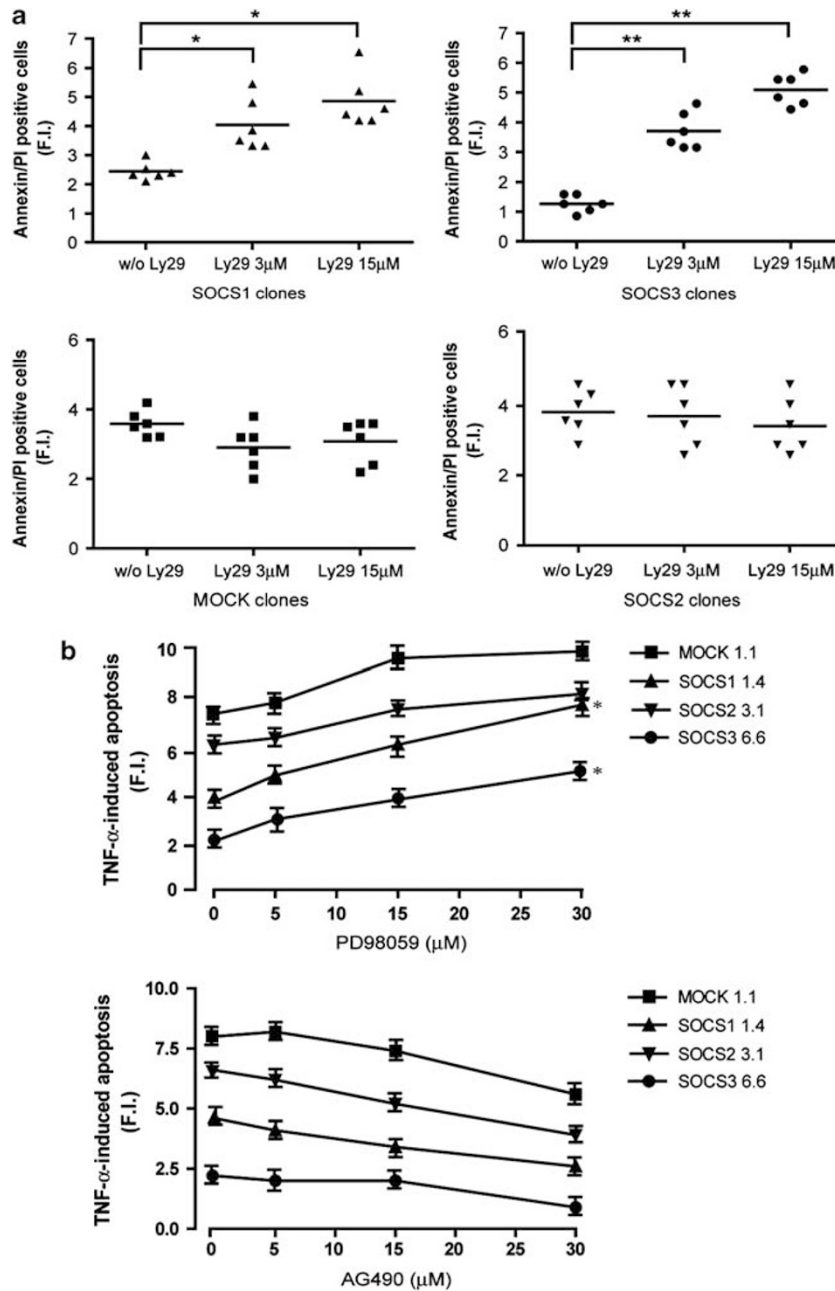 a
* *
Annexin/PI positive cells
(F.I.)
7
6
5
4
3
2
1
0
w/o Ly29 Ly29 3μM Ly29 15μM
SOCS1 clones
** **
Annexin/PI positive cells
(F.I.)
7
6
5
4
3
2
1
0
w/o Ly29 Ly29 3μM Ly29 15μM
SOCS3 clones
Annexin/PI positive cells
(F.I.)
6
4
2
0
w/o Ly29 Ly29 3μM Ly29 15μM
MOCK clones
Annexin/PI positive cells
(F.I.)
6
4
2
0
w/o Ly29 Ly29 3μM Ly29 15μM
SOCS2 clones
b
TNF-α-induced apoptosis
(F.I.)
10
8
6
4
2
0
0 5 10 15 20 25 30
PD98059 (μM)
*
*
MOCK 1.1
SOCS1 1.4
SOCS2 3.1
SOCS3 6.6
TNF-α-induced apoptosis
(F.I.)
10.0
7.5
5.0
2.5
0.0
0 5 10 15 20 25 30
AG490 (μM)
MOCK 1.1
SOCS1 1.4
SOCS2 3.1
SOCS3 6.6